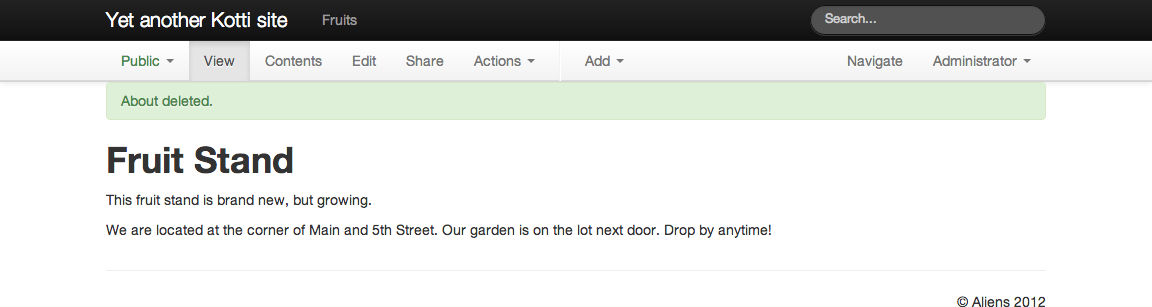 Yet another Kotti site Fruits Search...
Public View Contents Edit Share Actions Add Navigate Administrator
About deleted.
Fruit Stand
This fruit stand is brand new, but growing.
We are located at the corner of Main and 5th Street. Our garden is on the lot next door. Drop by anytime!
© Aliens 2012